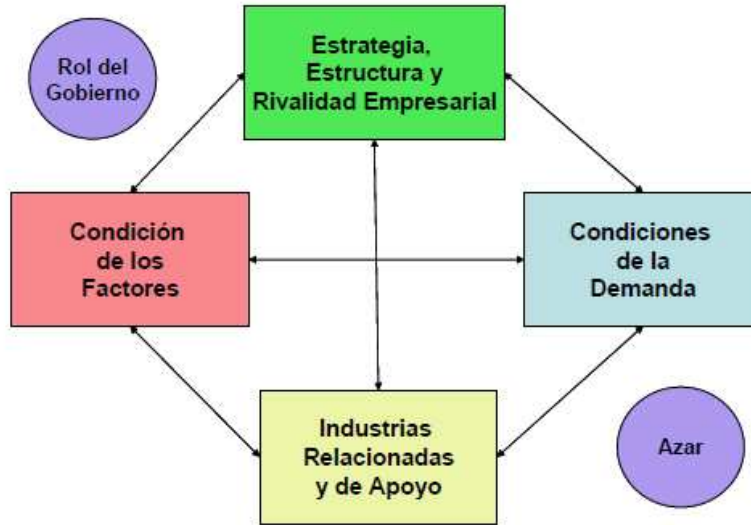 Rol del
Gobierno
Estrategia,
Estructura y
Rivalidad Empresarial
Condición
de los
Factores
Condiciones
de la
Demanda
Industrias
Relacionadas
y de Apoyo
Azar